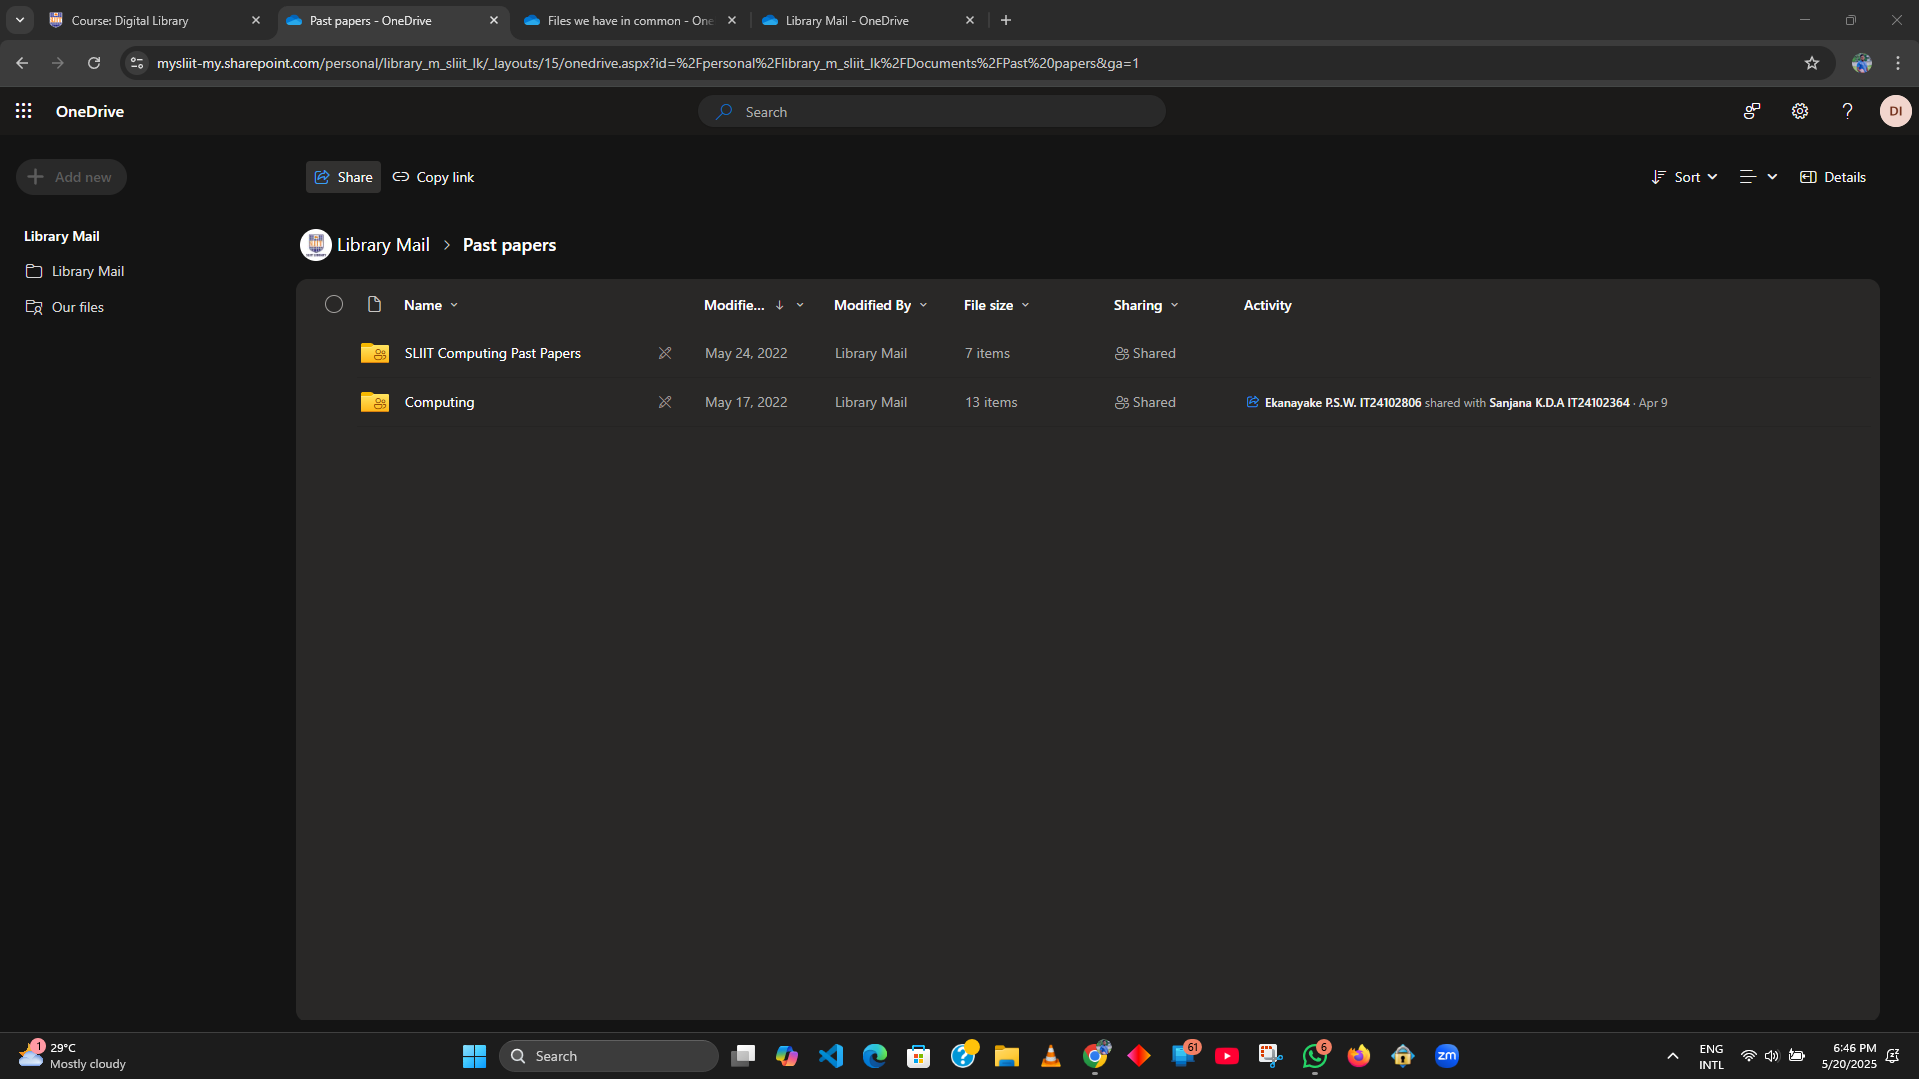 Course: Digital Library
Past papers - OneDrive
Files we have in common - One
Library Mail - OneDrive
mysliit-my.sharepoint.com/personal/library_m_sliit_lk/_layouts/15/onedrive.aspx?id=%2Fpersonal%2Flibrary_m_sliit_lk%2FDocuments%2FPast%20papers&ga=1
OneDrive
Search
DI
Add new
Share
Copy link
Sort
Details
Library Mail
Library Mail
Our files
Library Mail > Past papers
Name Modifie... Modified By File size Sharing Activity
SLIIT Computing Past Papers May 24, 2022 Library Mail 7 items Shared
Computing May 17, 2022 Library Mail 13 items Shared Ekanayake P.S.W. IT24102806 shared with Sanjana K.D.A IT24102364 · Apr 9
1
29°C
Mostly cloudy
Search
61
6
zm
ENG
INTL
6:46 PM
5/20/2025